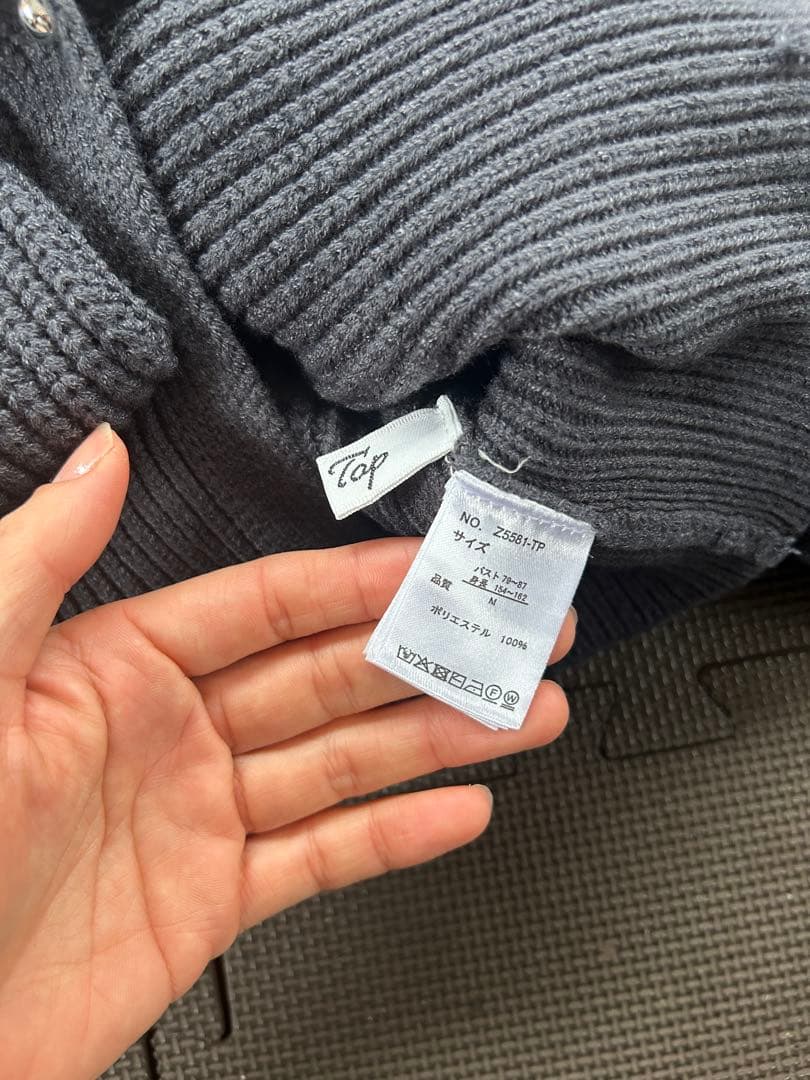 Top
NO. Z5581-TP
サイズ
バスト 79~87
身長 154~162
品質
M
ポリエステル 100%
F
W